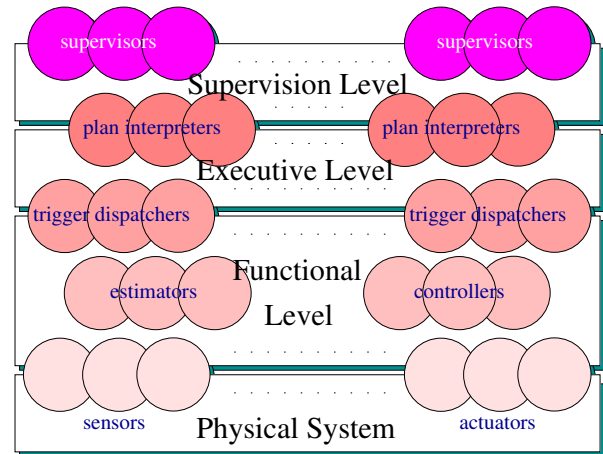 supervisors supervisors
Supervision Level
plan interpreters plan interpreters
Executive Level
trigger dispatchers trigger dispatchers
Functional
estimators controllers
Level
sensors actuators
Physical System